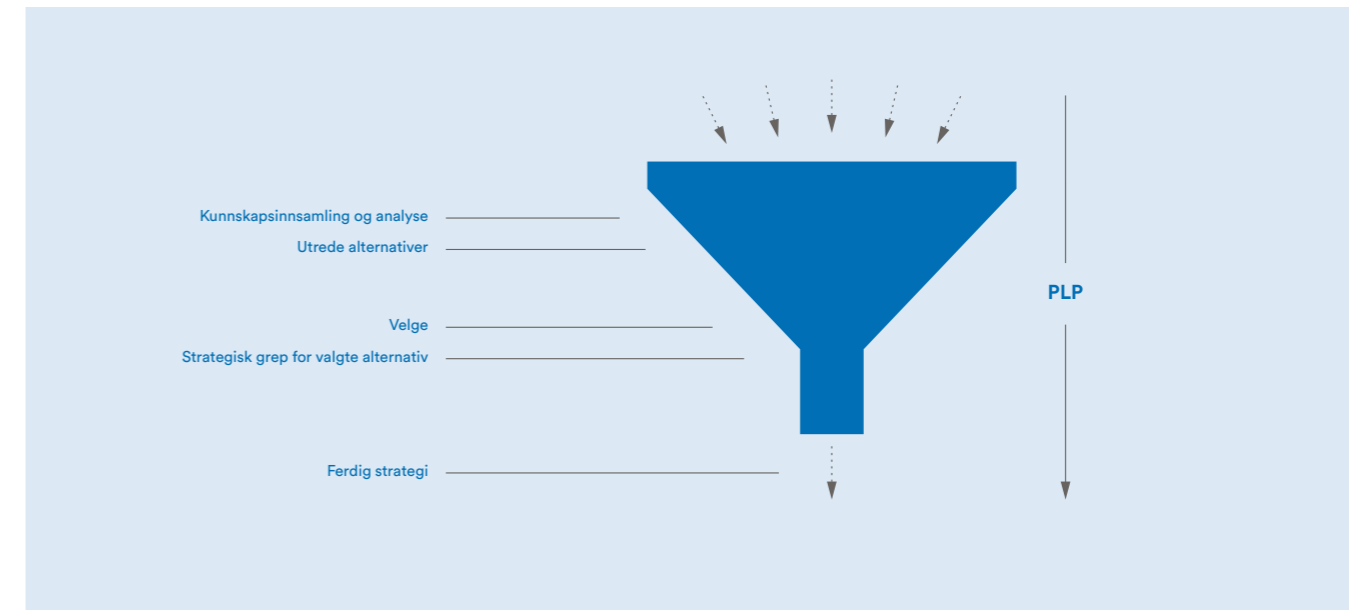 Kunnskapsinnsamling og analyse
Utrede alternativer
PLP
Velge
Strategisk grep for valgte alternativ
Ferdig strategi